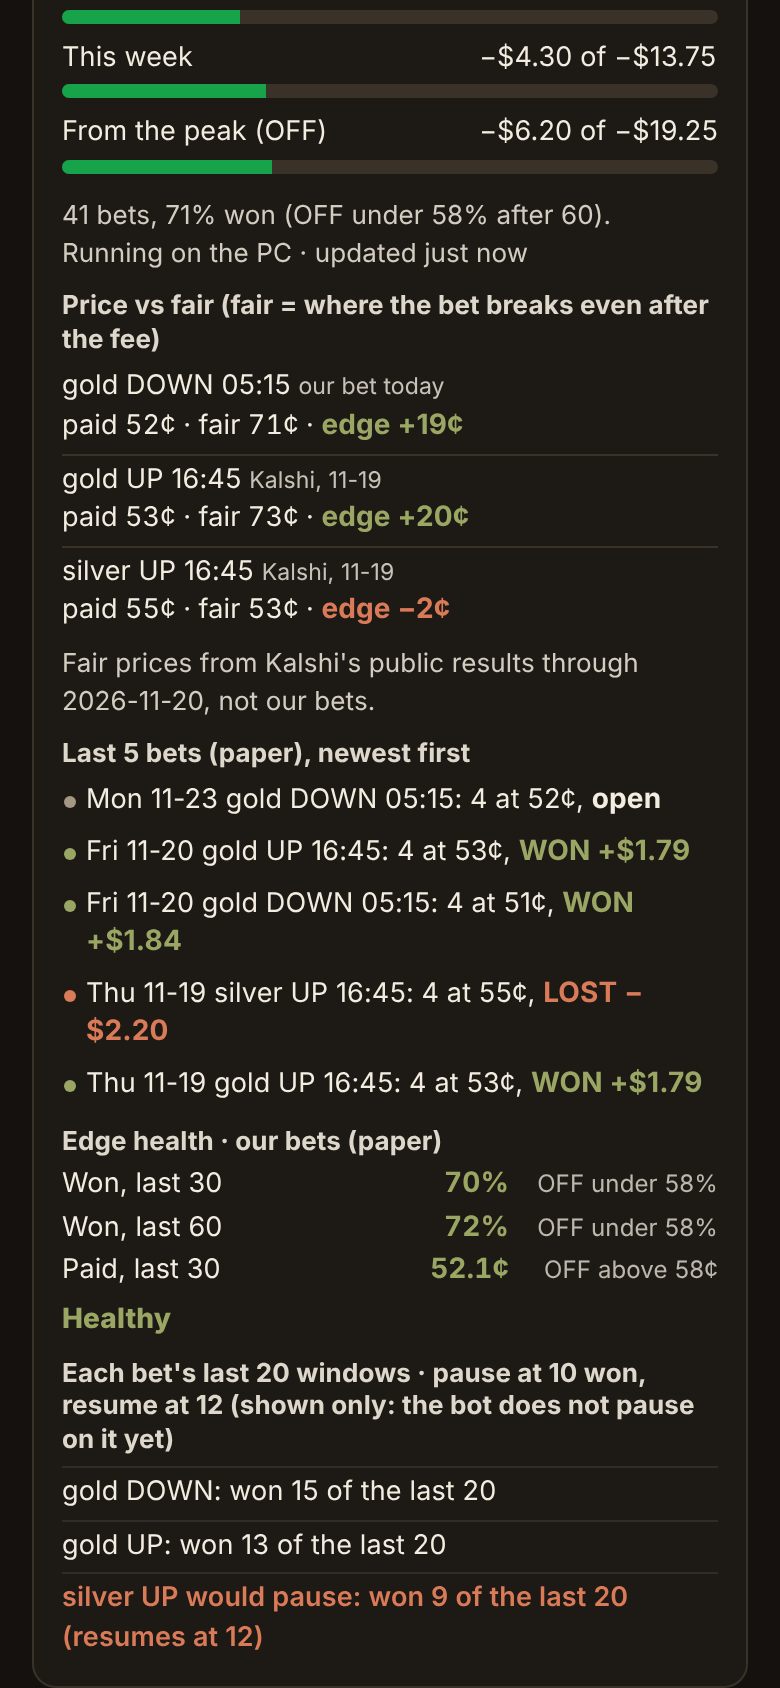 This week −$4.30 of −$13.75
From the peak (OFF) −$6.20 of −$19.25
41 bets, 71% won (OFF under 58% after 60).
Running on the PC · updated just now
Price vs fair (fair = where the bet breaks even after
the fee)
gold DOWN 05:15 our bet today
paid 52¢ · fair 71¢ · edge +19¢
gold UP 16:45 Kalshi, 11-19
paid 53¢ · fair 73¢ · edge +20¢
silver UP 16:45 Kalshi, 11-19
paid 55¢ · fair 53¢ · edge −2¢
Fair prices from Kalshi's public results through
2026-11-20, not our bets.
Last 5 bets (paper), newest first
Mon 11-23 gold DOWN 05:15: 4 at 52¢, open
Fri 11-20 gold UP 16:45: 4 at 53¢, WON +$1.79
Fri 11-20 gold DOWN 05:15: 4 at 51¢, WON
+$1.84
Thu 11-19 silver UP 16:45: 4 at 55¢, LOST −
$2.20
Thu 11-19 gold UP 16:45: 4 at 53¢, WON +$1.79
Edge health · our bets (paper)
Won, last 30 70% OFF under 58%
Won, last 60 72% OFF under 58%
Paid, last 30 52.1¢ OFF above 58¢
Healthy
Each bet's last 20 windows · pause at 10 won,
resume at 12 (shown only: the bot does not pause
on it yet)
gold DOWN: won 15 of the last 20
gold UP: won 13 of the last 20
silver UP would pause: won 9 of the last 20
(resumes at 12)